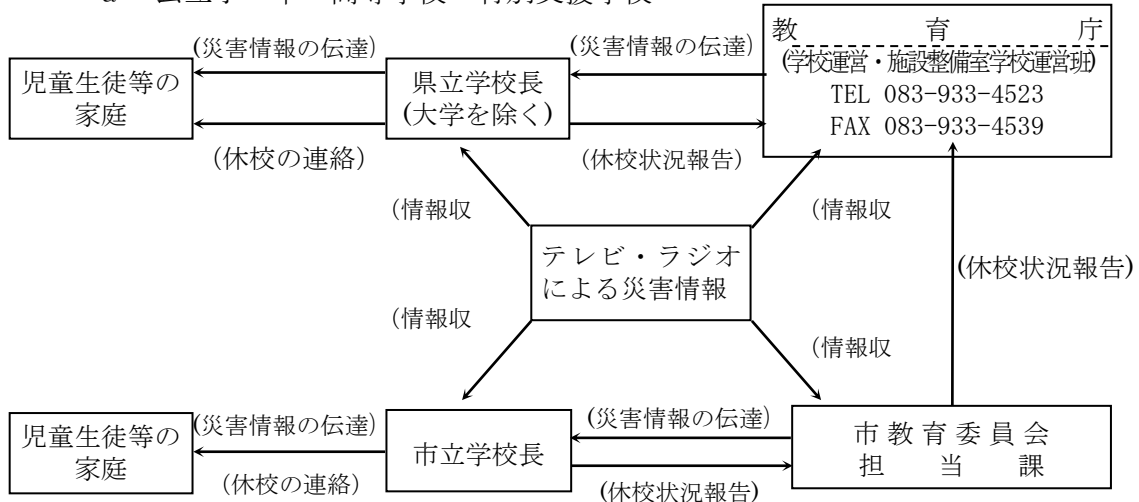 (災害情報の伝達)
(災害情報の伝達)
教育庁
(学校運営・施設整備室学校運営班)
TEL 083-933-4523
FAX 083-933-4539
児童生徒等の
家庭
県立学校長
(大学を除く)
(休校の連絡)
(休校状況報告)
(情報収
(情報収
テレビ・ラジオ
による災害情報
(休校状況報告)
(情報収
(情報収
児童生徒等の
家庭
(災害情報の伝達)
(休校の連絡)
市立学校長
(災害情報の伝達)
(休校状況報告)
市教育委員会
担当課